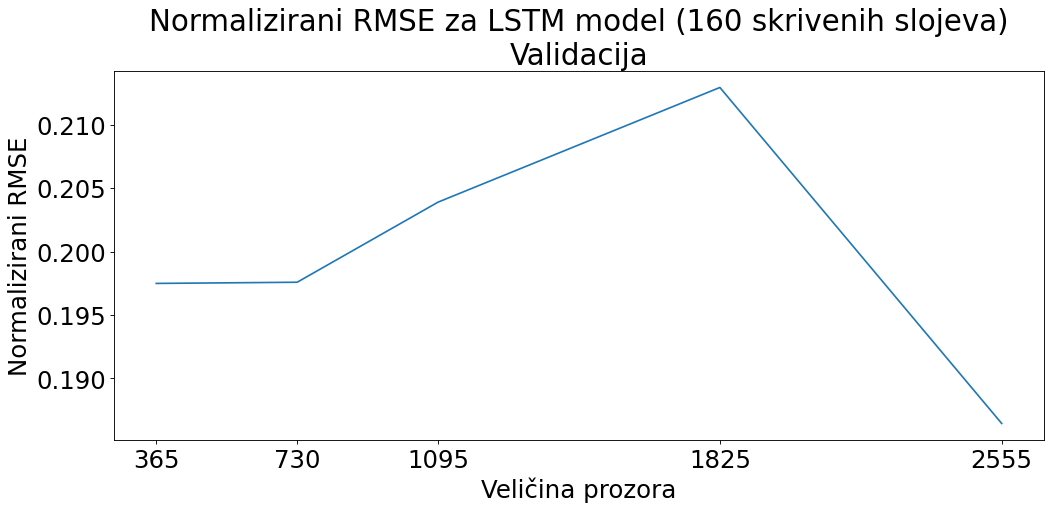 Normalizirani RMSE za LSTM model (160 skrivenih slojeva)
Validacija
Normalizirani RMSE
0.210
0.205
0.200
0.195
0.190
365 730 1095 1825 2555
Veličina prozora